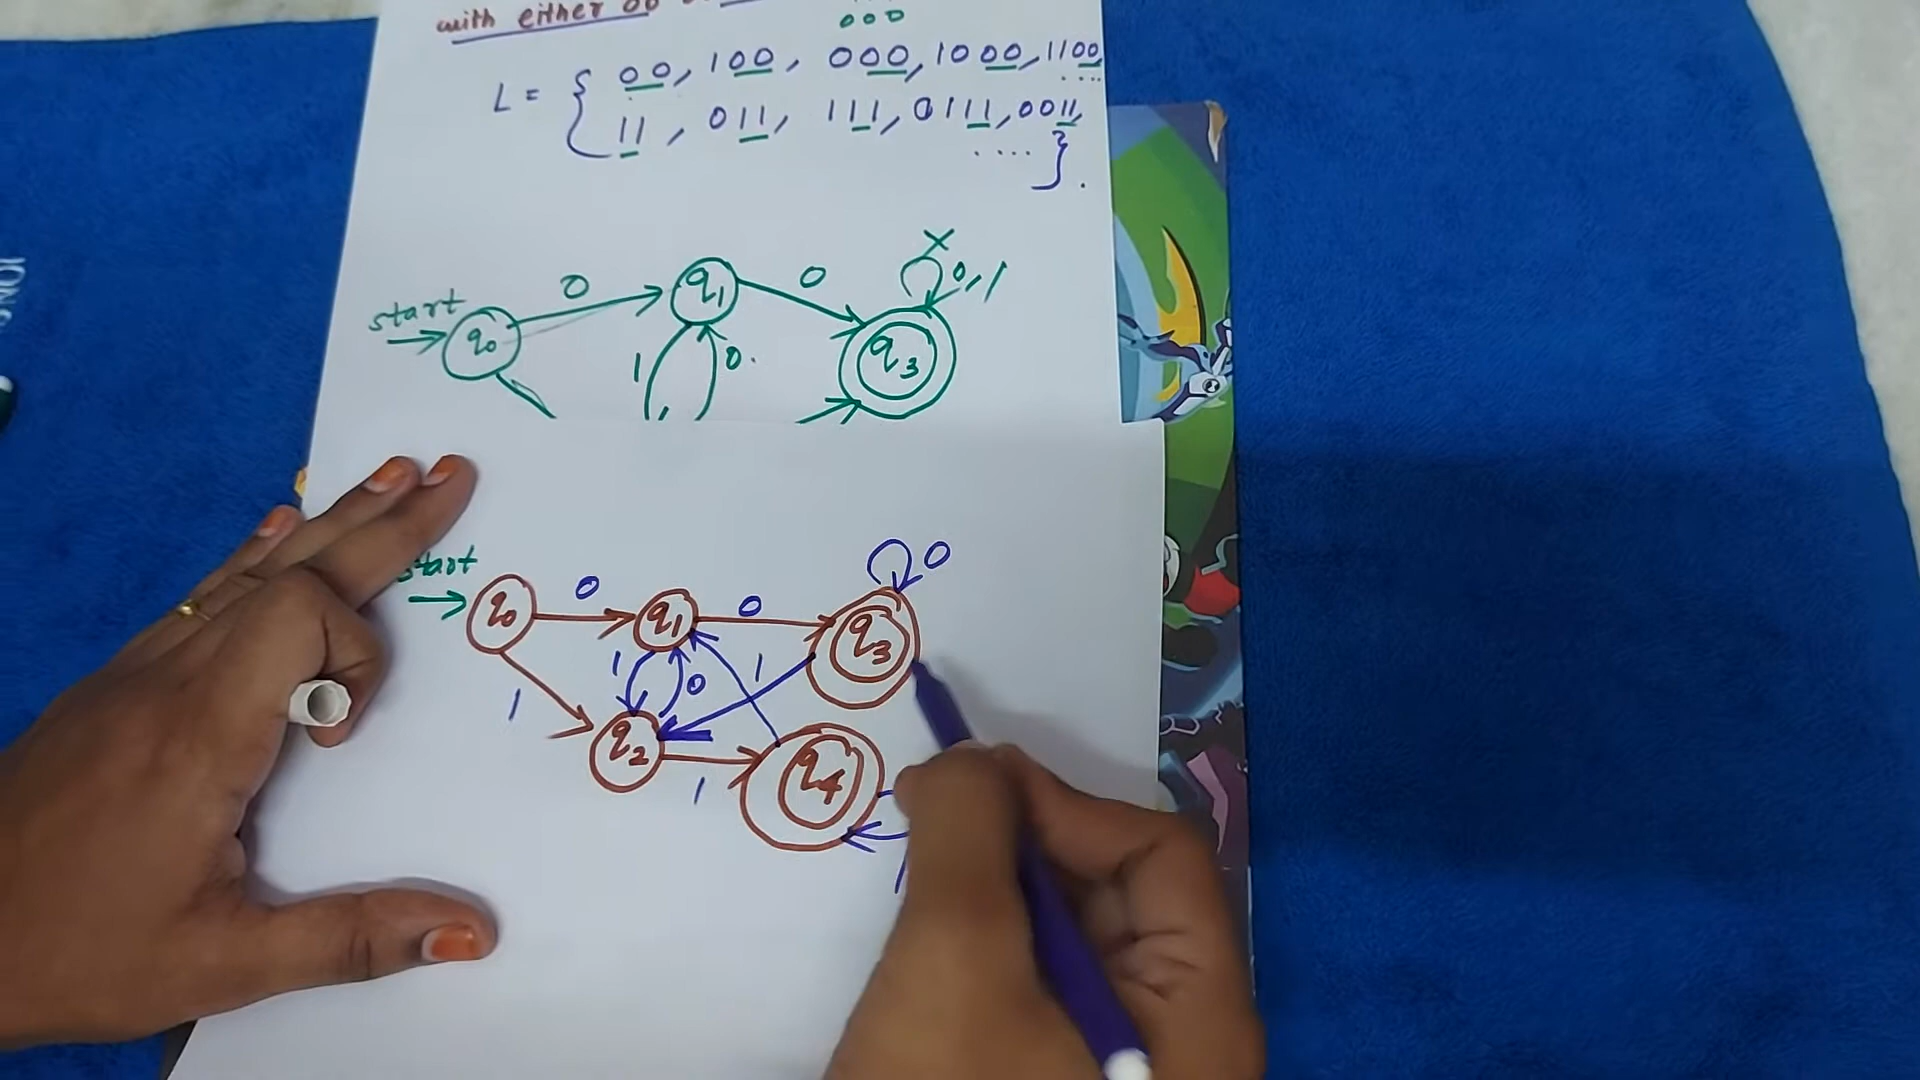 with either 00
000
L = { 00, 100, 000, 1000, 1100, ....
11, 011, 111, 0111, 0011, .... }.
x
0,1
start
0
0
q0
q1
q3
1
0
start
0
0
0
q0
q1
q3
1
1
0
1
q2
q4
1
1